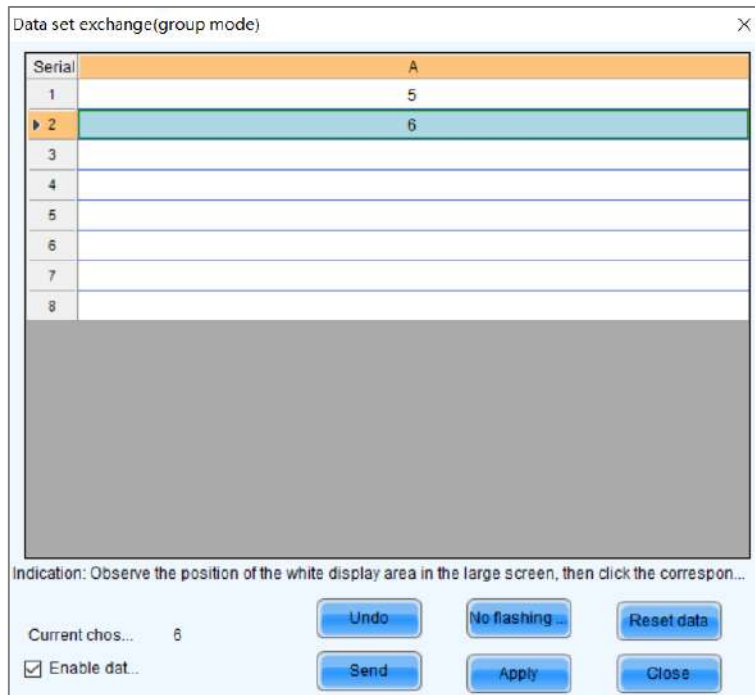 Data set exchange(group mode)
Serial A
1 5
2 6
3
4
5
6
7
8
Indication: Observe the position of the white display area in the large screen, then click the correspon...
Undo No flashing ... Reset data
Current chos... 6
Enable dat... Send Apply Close